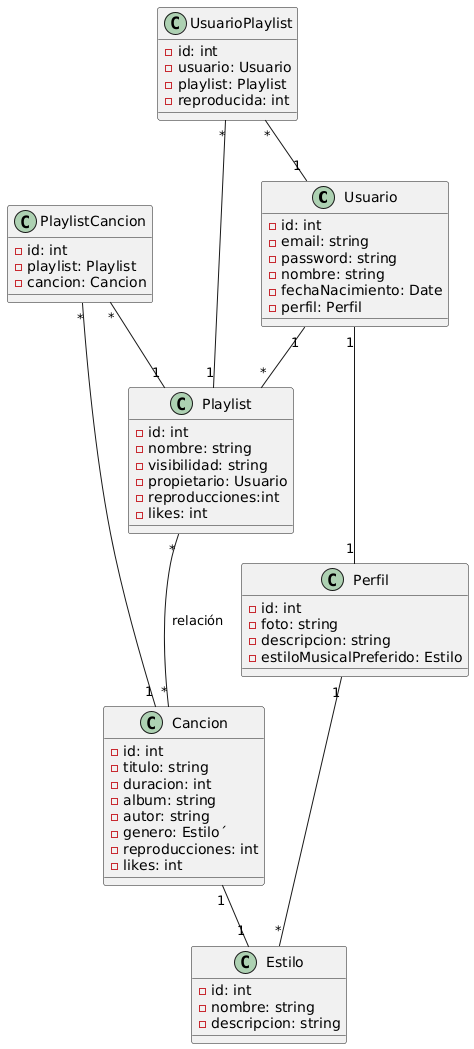 C UsuarioPlaylist
id: int
usuario: Usuario
playlist: Playlist
reproducida: int
* *
1
C Usuario
id: int
email: string
password: string
nombre: string
fechaNacimiento: Date
perfil: Perfil
C PlaylistCancion
id: int
playlist: Playlist
cancion: Cancion
* *
1 1
1 1 *
C Playlist
id: int
nombre: string
visibilidad: string
propietario: Usuario
reproducciones:int
likes: int
*
1
relación
C Perfil
id: int
foto: string
descripcion: string
estiloMusicalPreferido: Estilo
1 *
1
C Cancion
id: int
titulo: string
duracion: int
album: string
autor: string
genero: Estilo´
reproducciones: int
likes: int
1
1 *
C Estilo
id: int
nombre: string
descripcion: string